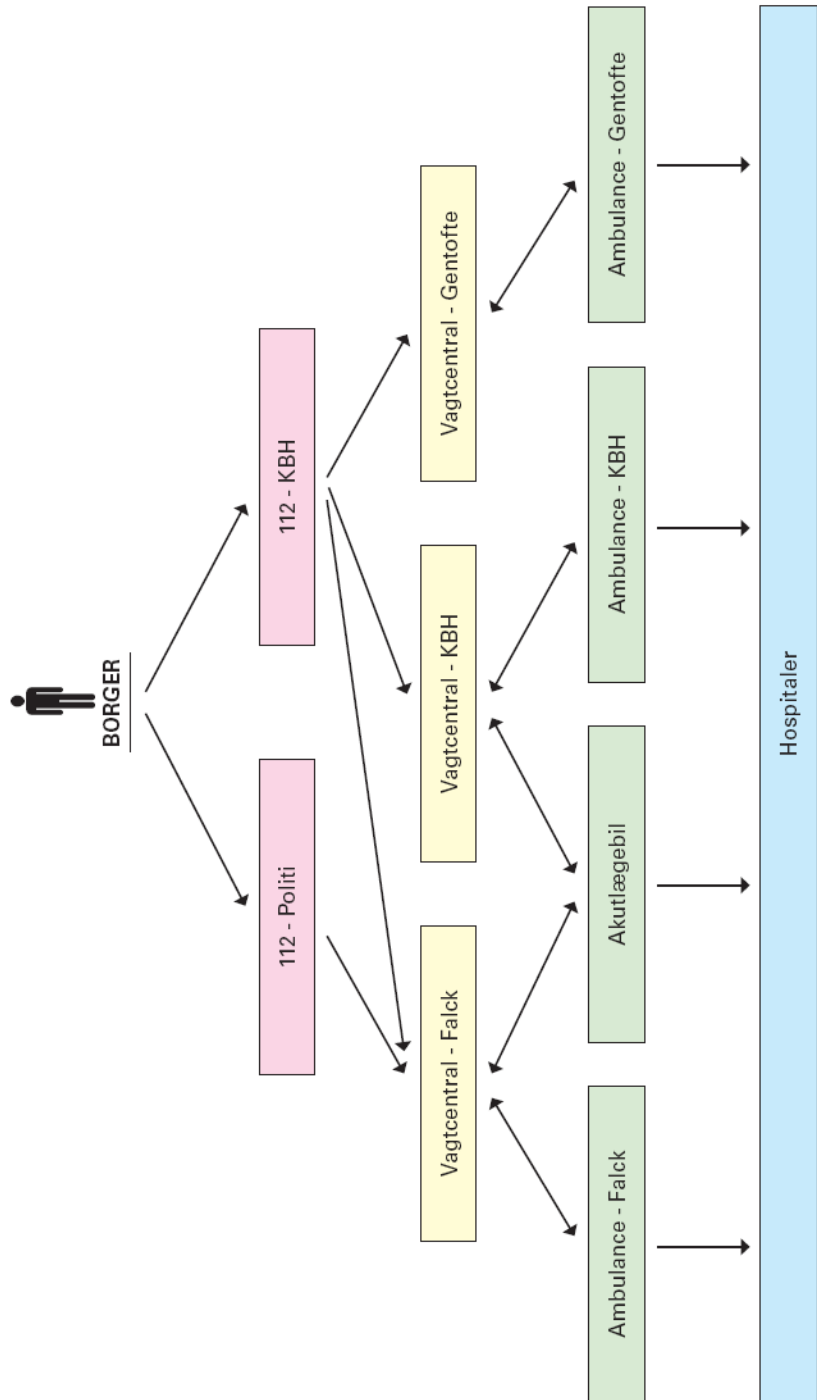 BORGER
112 - Politi
112 - KBH
Vagtcentral - Falck
Vagtcentral - KBH
Vagtcentral - Gentofte
Ambulance - Falck
Akutlægebil
Ambulance - KBH
Ambulance - Gentofte
Hospitaler